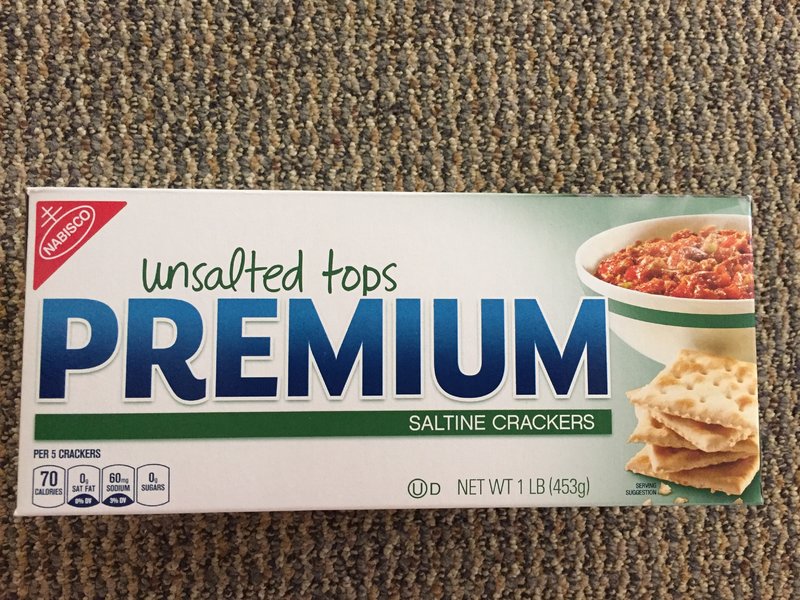 NABISCO
unsalted tops
PREMIUM
SALTINE CRACKERS
PER 5 CRACKERS
70
CALORIES
0g
SAT FAT
0% DV
60mg
SODIUM
3% DV
0g
SUGARS
U D NET WT 1 LB (453g)
SERVING
SUGGESTION